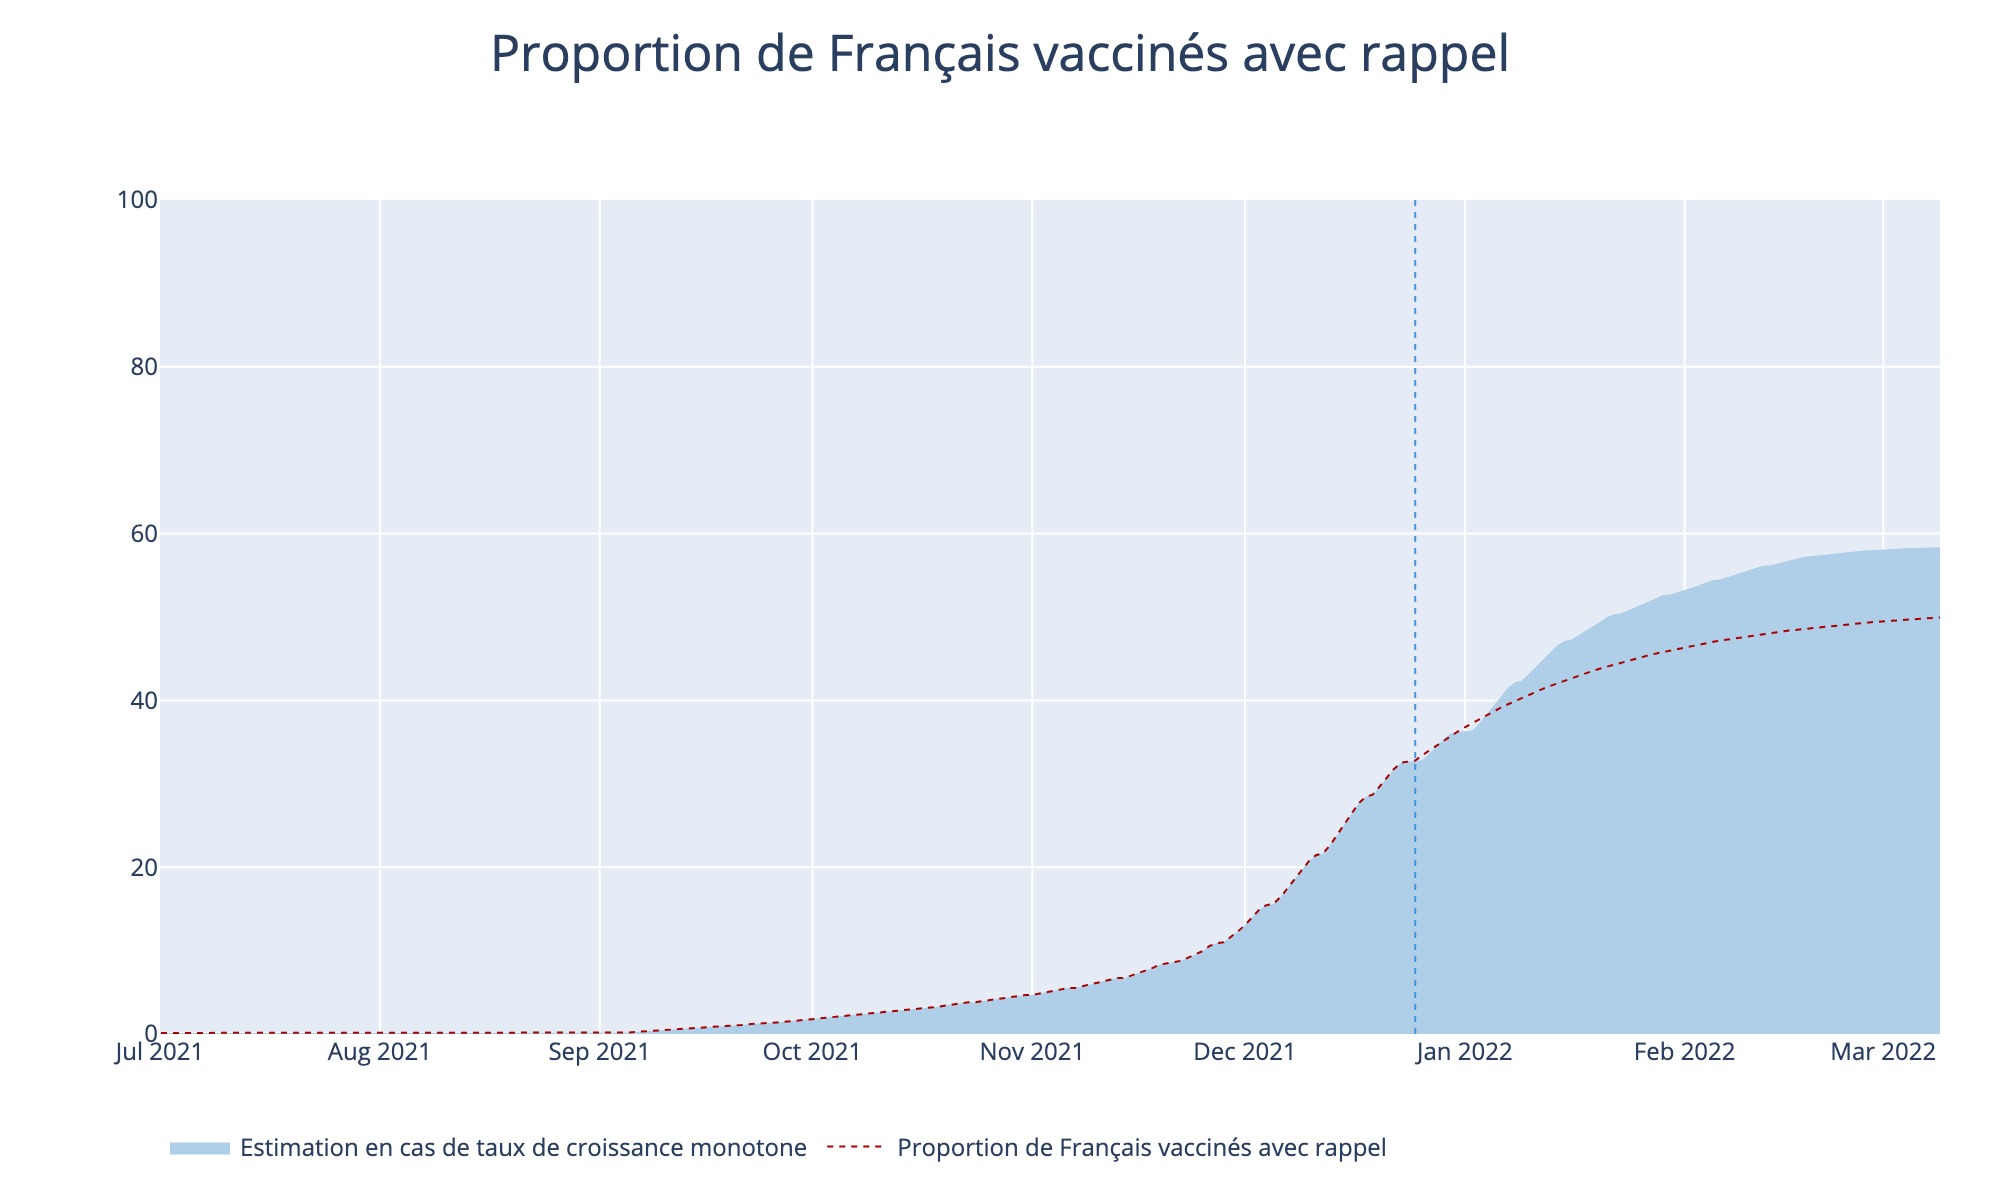 Proportion de Français vaccinés avec rappel
100
80
60
40
20
0
Jul 2021 Aug 2021 Sep 2021 Oct 2021 Nov 2021 Dec 2021 Jan 2022 Feb 2022 Mar 2022
Estimation en cas de taux de croissance monotone Proportion de Français vaccinés avec rappel